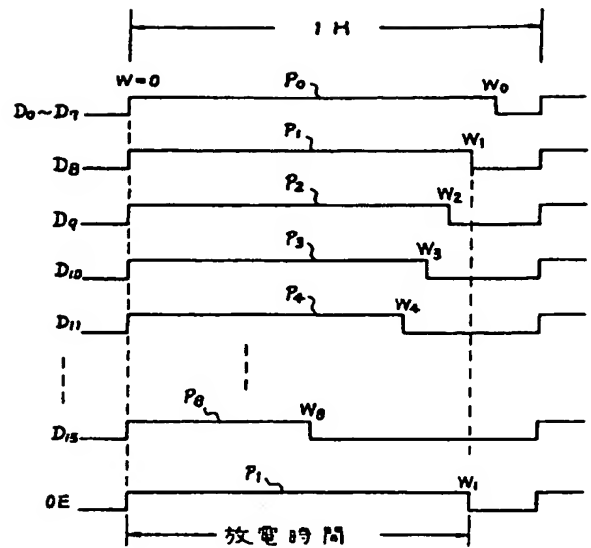 1H
W=0 P₀ W₀
D₀~D₇
P₁ W₁
D₈
P₂ W₂
D₉
P₃ W₃
D₁₀
P₄ W₄
D₁₁
P₈ W₈
D₁₅
P₁ W₁
OE
放電時間